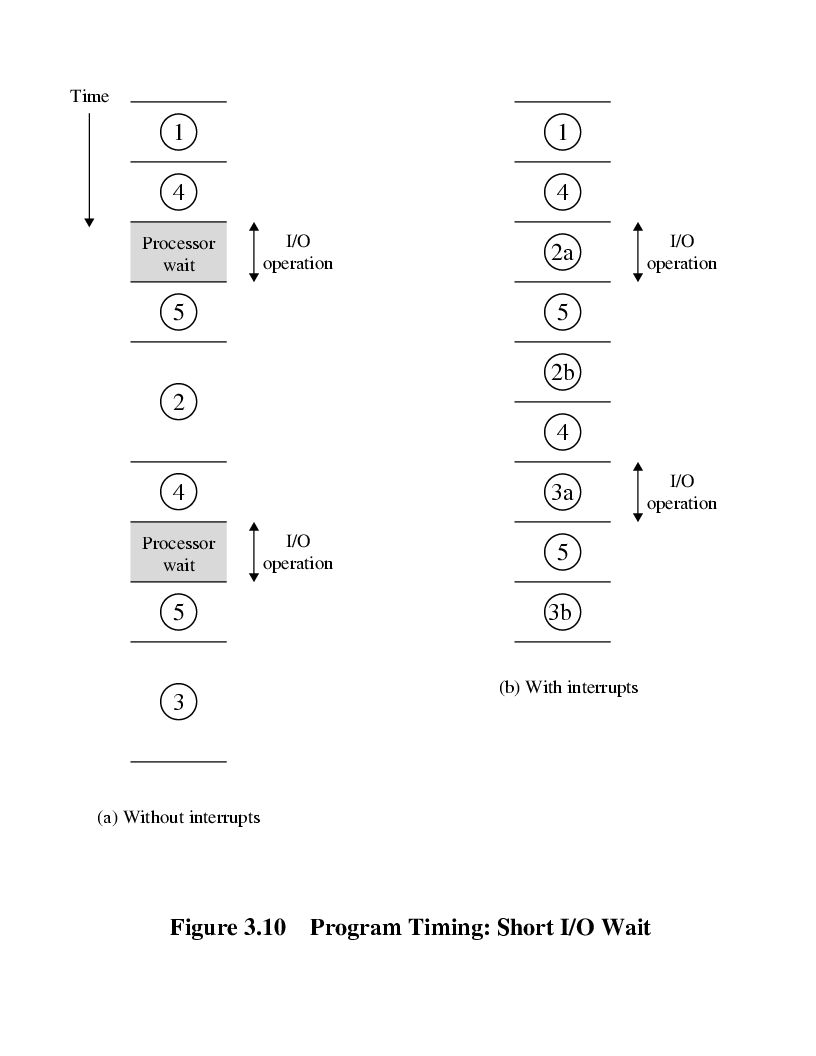 Time
1
4
Processor
wait
I/O
operation
5
2
4
Processor
wait
I/O
operation
5
3
(a) Without interrupts
1
4
2a
I/O
operation
5
2b
4
3a
I/O
operation
5
3b
(b) With interrupts
Figure 3.10 Program Timing: Short I/O Wait